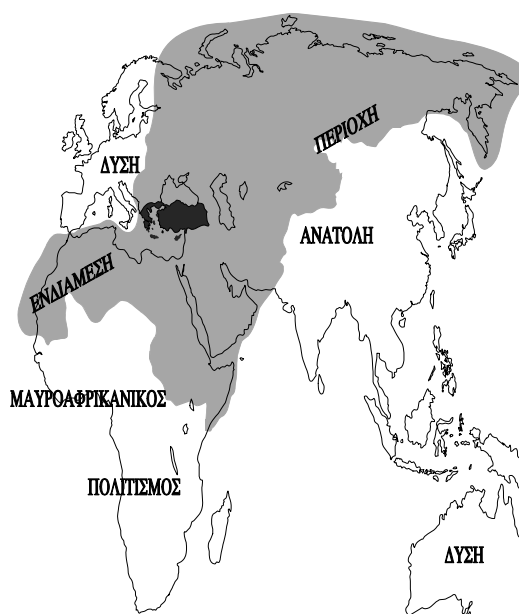 ΠΕΡΙΟΧΗ
ΔΥΣΗ
ΑΝΑΤΟΛΗ
ΕΝΔΙΑΜΕΣΗ
ΜΑΥΡΟΑΦΡΙΚΑΝΙΚΟΣ
ΠΟΛΙΤΙΣΜΟΣ
ΔΥΣΗ